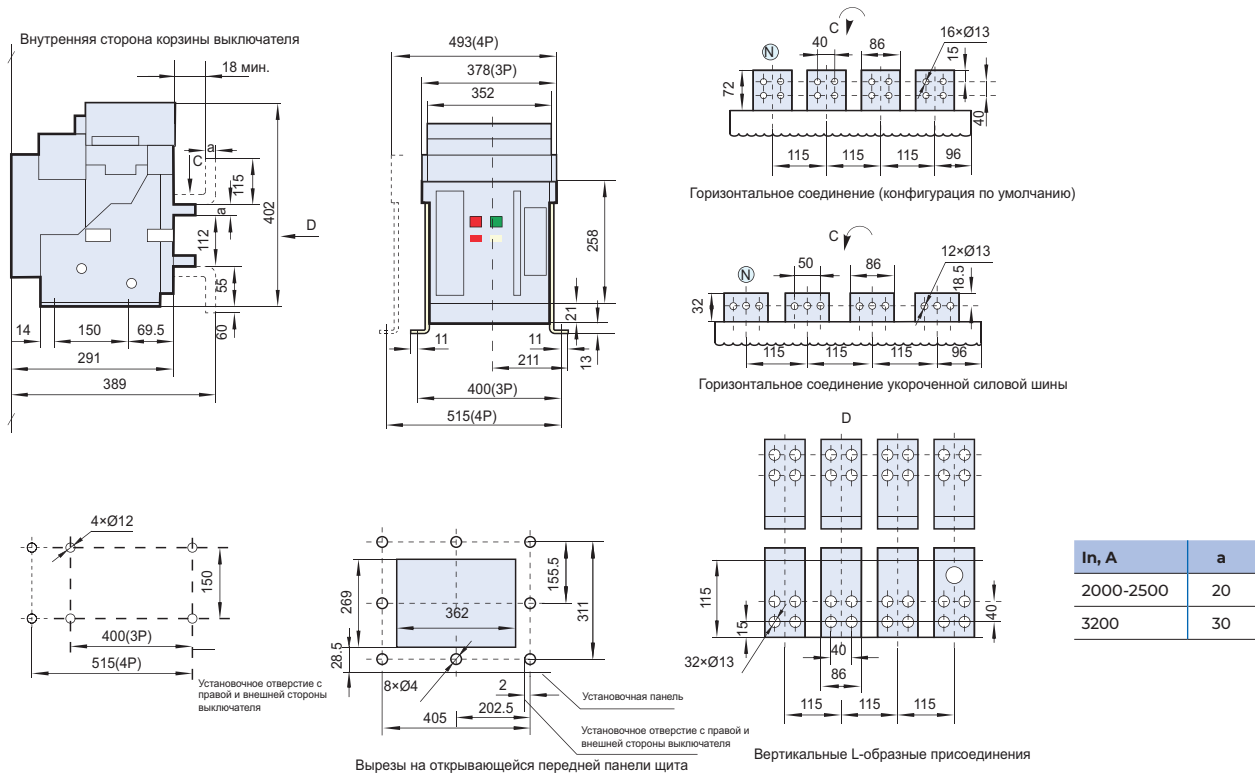 Внутренняя сторона корзины выключателя
18 мин.
a
C
115
402
a
D
112
55
60
14
150
69.5
291
389
493(4P)
378(3P)
352
258
21
11
11
13
211
400(3P)
515(4P)
C
16×Ø13
N
40
86
15
72
40
115
115
115
96
Горизонтальное соединение (конфигурация по умолчанию)
C
12×Ø13
N
50
86
18.5
32
115
115
115
96
Горизонтальное соединение укороченной силовой шины
4×Ø12
150
400(3P)
515(4P)
Установочное отверстие с
правой и внешней стороны
выключателя
269
362
155.5
311
28.5
8×Ø4
2
202.5
405
Установочная панель
Установочное отверстие с правой и
внешней стороны выключателя
Вырезы на открывающейся передней панели щита
D
115
15
40
32×Ø13
40
86
115
115
115
Вертикальные L-образные присоединения
In, A a
2000-2500 20
3200 30